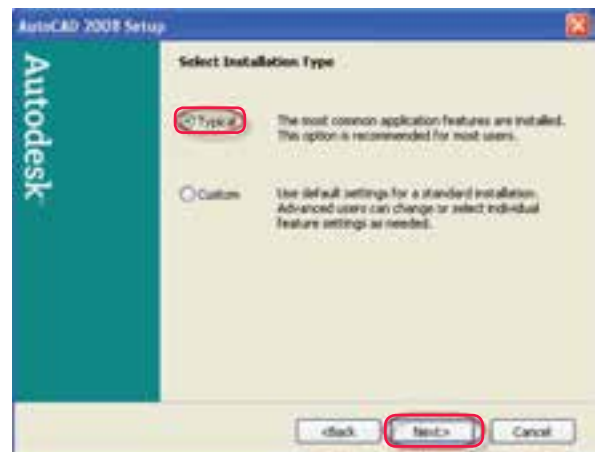 AutoCAD 2008 Setup
Autodesk
Select Installation Type
Typical
The most common application features are installed.
This option is recommended for most users.
Custom
Use default settings for a standard installation.
Advanced users can change or select individual
feature settings as needed.
<Back
Next>
Cancel